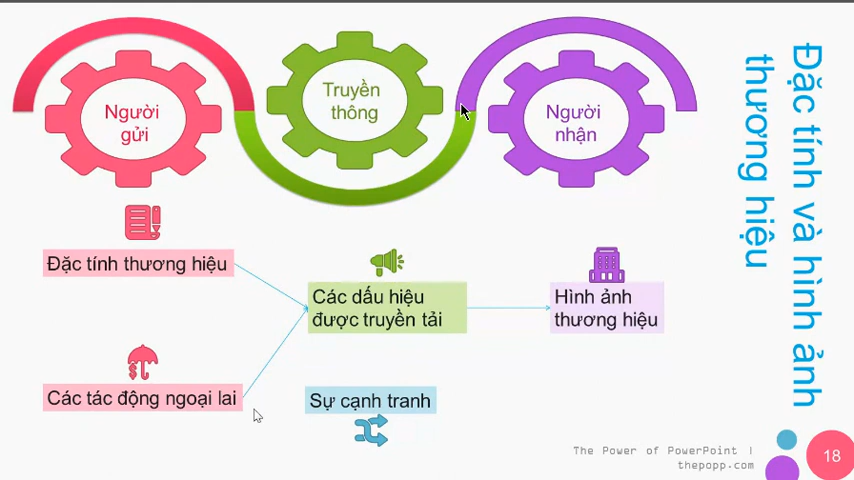 Đặc tính và hình ảnh
thương hiệu
Người
gửi
Truyền
thông
Người
nhận
Đặc tính thương hiệu
Các dấu hiệu
được truyền tải
Hình ảnh
thương hiệu
Các tác động ngoại lai
Sự cạnh tranh
The Power of PowerPoint |
thepopp.com
18